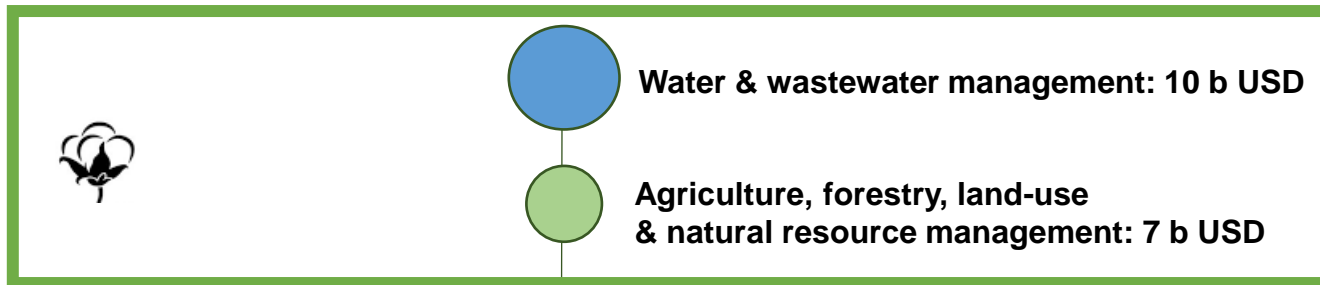 Water & wastewater management: 10 b USD
Agriculture, forestry, land-use
& natural resource management: 7 b USD